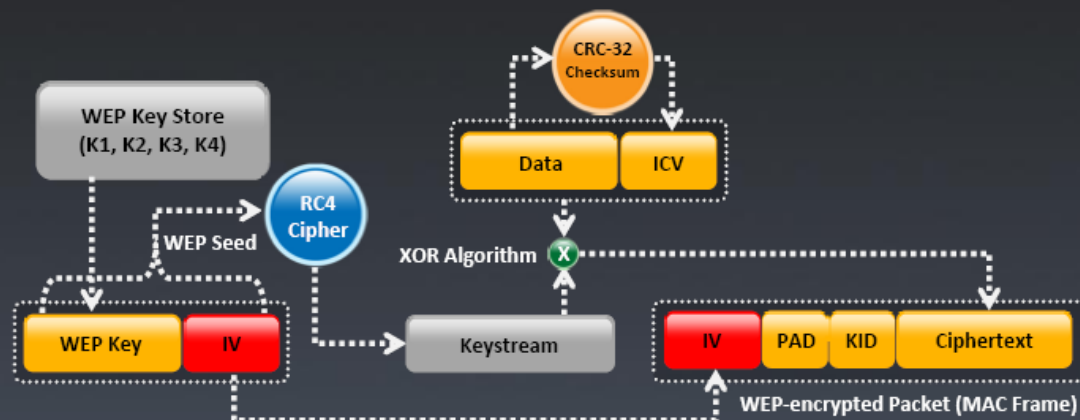 CRC-32
Checksum
WEP Key Store
(K1, K2, K3, K4)
Data
ICV
RC4
Cipher
WEP Seed
XOR Algorithm
X
WEP Key
IV
Keystream
IV
PAD
KID
Ciphertext
WEP-encrypted Packet (MAC Frame)